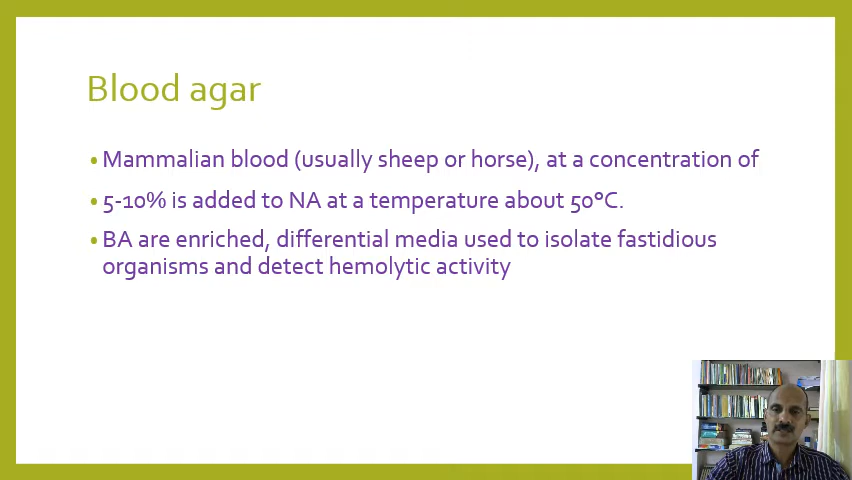 Blood agar
• Mammalian blood (usually sheep or horse), at a concentration of
• 5-10% is added to NA at a temperature about 50°C.
• BA are enriched, differential media used to isolate fastidious
organisms and detect hemolytic activity